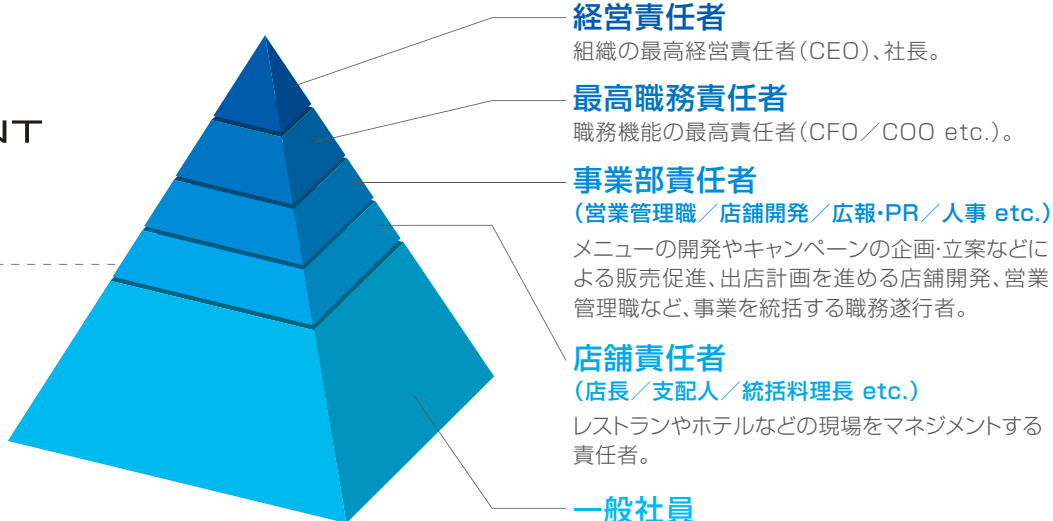 経営責任者
組織の最高経営責任者(CEO)、社長。
NT
最高職務責任者
職務機能の最高責任者(CFO/COO etc.)。
事業部責任者
(営業管理職/店舗開発/広報・PR/人事 etc.)
メニューの開発やキャンペーンの企画・立案などに
よる販売促進、出店計画を進める店舗開発、営業
管理職など、事業を統括する職務遂行者。
店舗責任者
(店長/支配人/統括料理長 etc.)
レストランやホテルなどの現場をマネジメントする
責任者。
一般社員